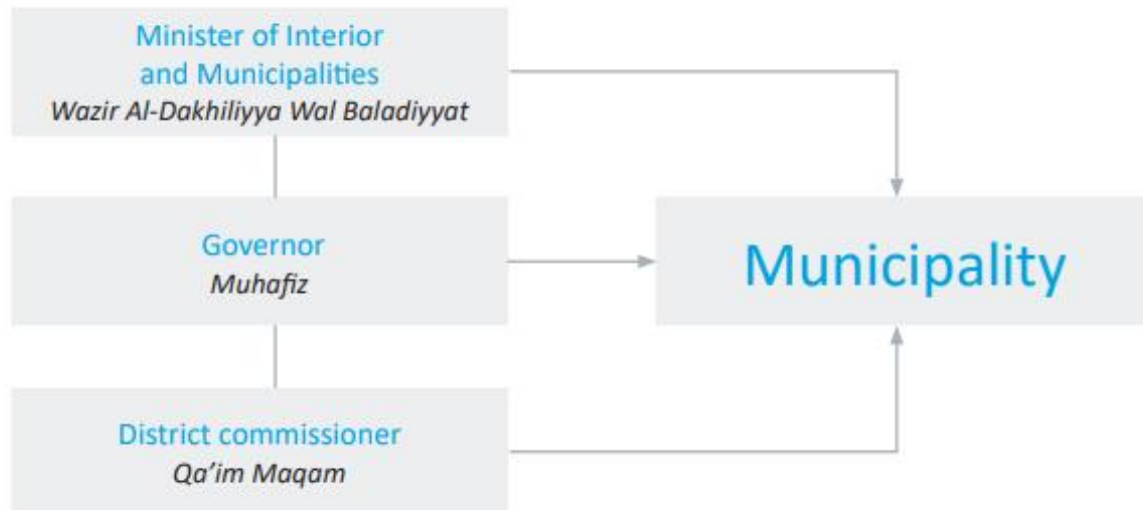 Minister of Interior
and Municipalities
Wazir Al-Dakhiliyya Wal Baladiyyat
Governor
Muhafiz
Municipality
District commissioner
Qa’im Maqam